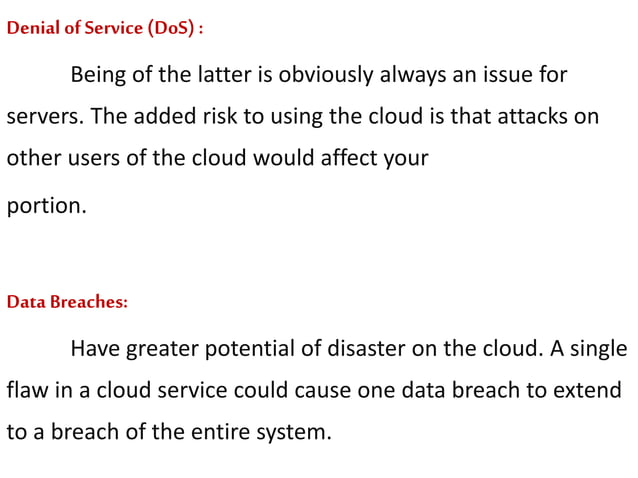 Denial of Service (DoS) :
Being of the latter is obviously always an issue for
servers. The added risk to using the cloud is that attacks on
other users of the cloud would affect your
portion.
Data Breaches:
Have greater potential of disaster on the cloud. A single
flaw in a cloud service could cause one data breach to extend
to a breach of the entire system.